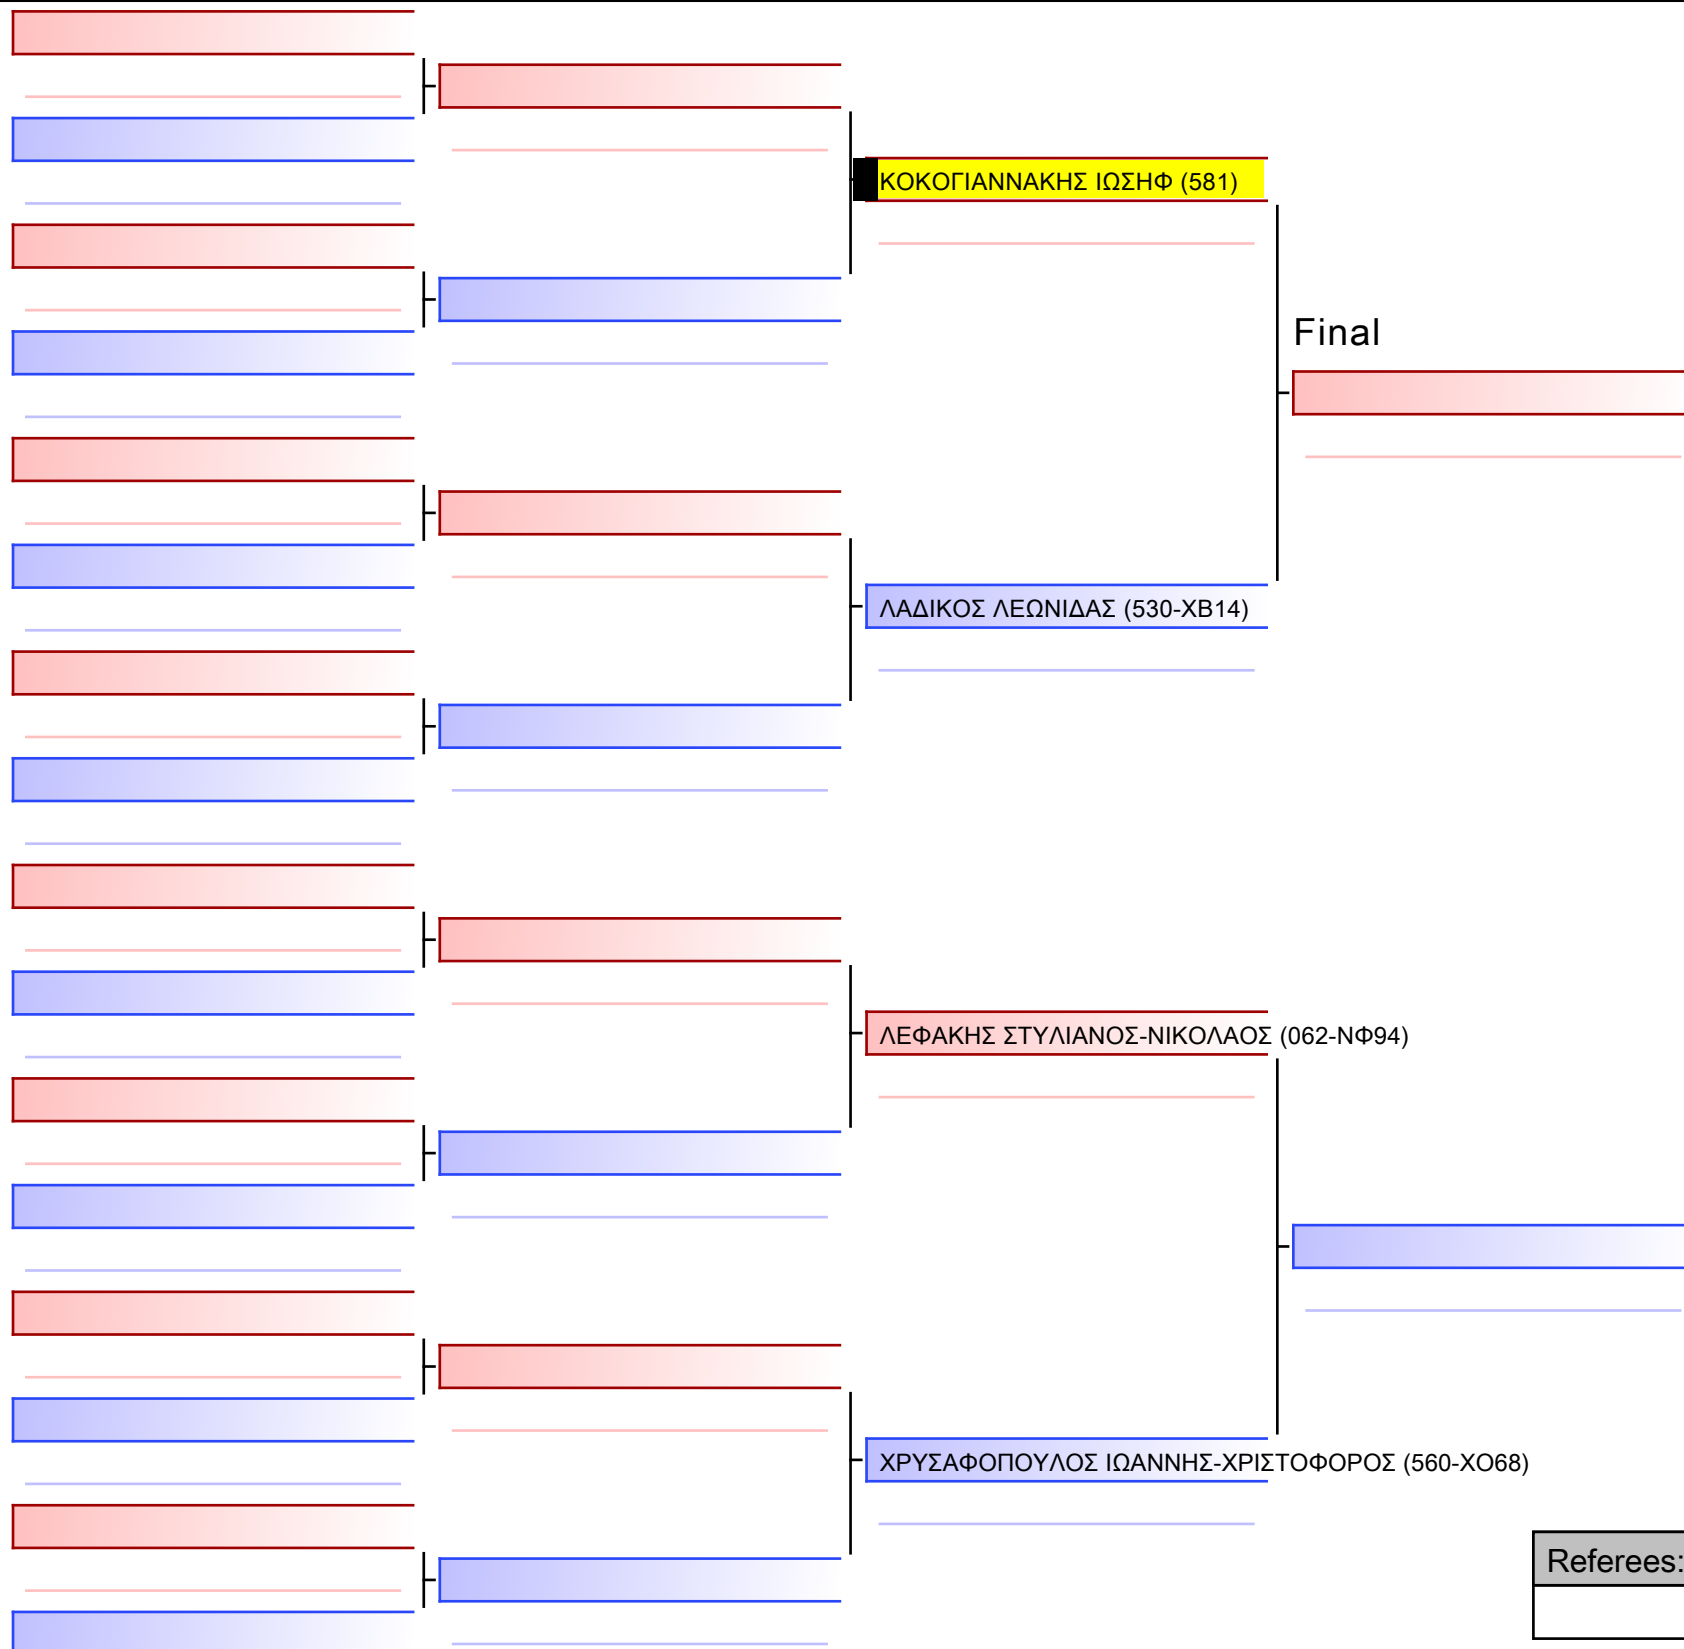 ΚΟΚΟΓΙΑΝΝΑΚΗΣ ΙΩΣΗΦ (581)
Final
ΛΑΔΙΚΟΣ ΛΕΩΝΙΔΑΣ (530-ΧΒ14)
ΛΕΦΑΚΗΣ ΣΤΥΛΙΑΝΟΣ-ΝΙΚΟΛΑΟΣ (062-ΝΦ94)
ΧΡΥΣΑΦΟΠΟΥΛΟΣ ΙΩΑΝΝΗΣ-ΧΡΙΣΤΟΦΟΡΟΣ (560-ΧΟ68)
Referees: